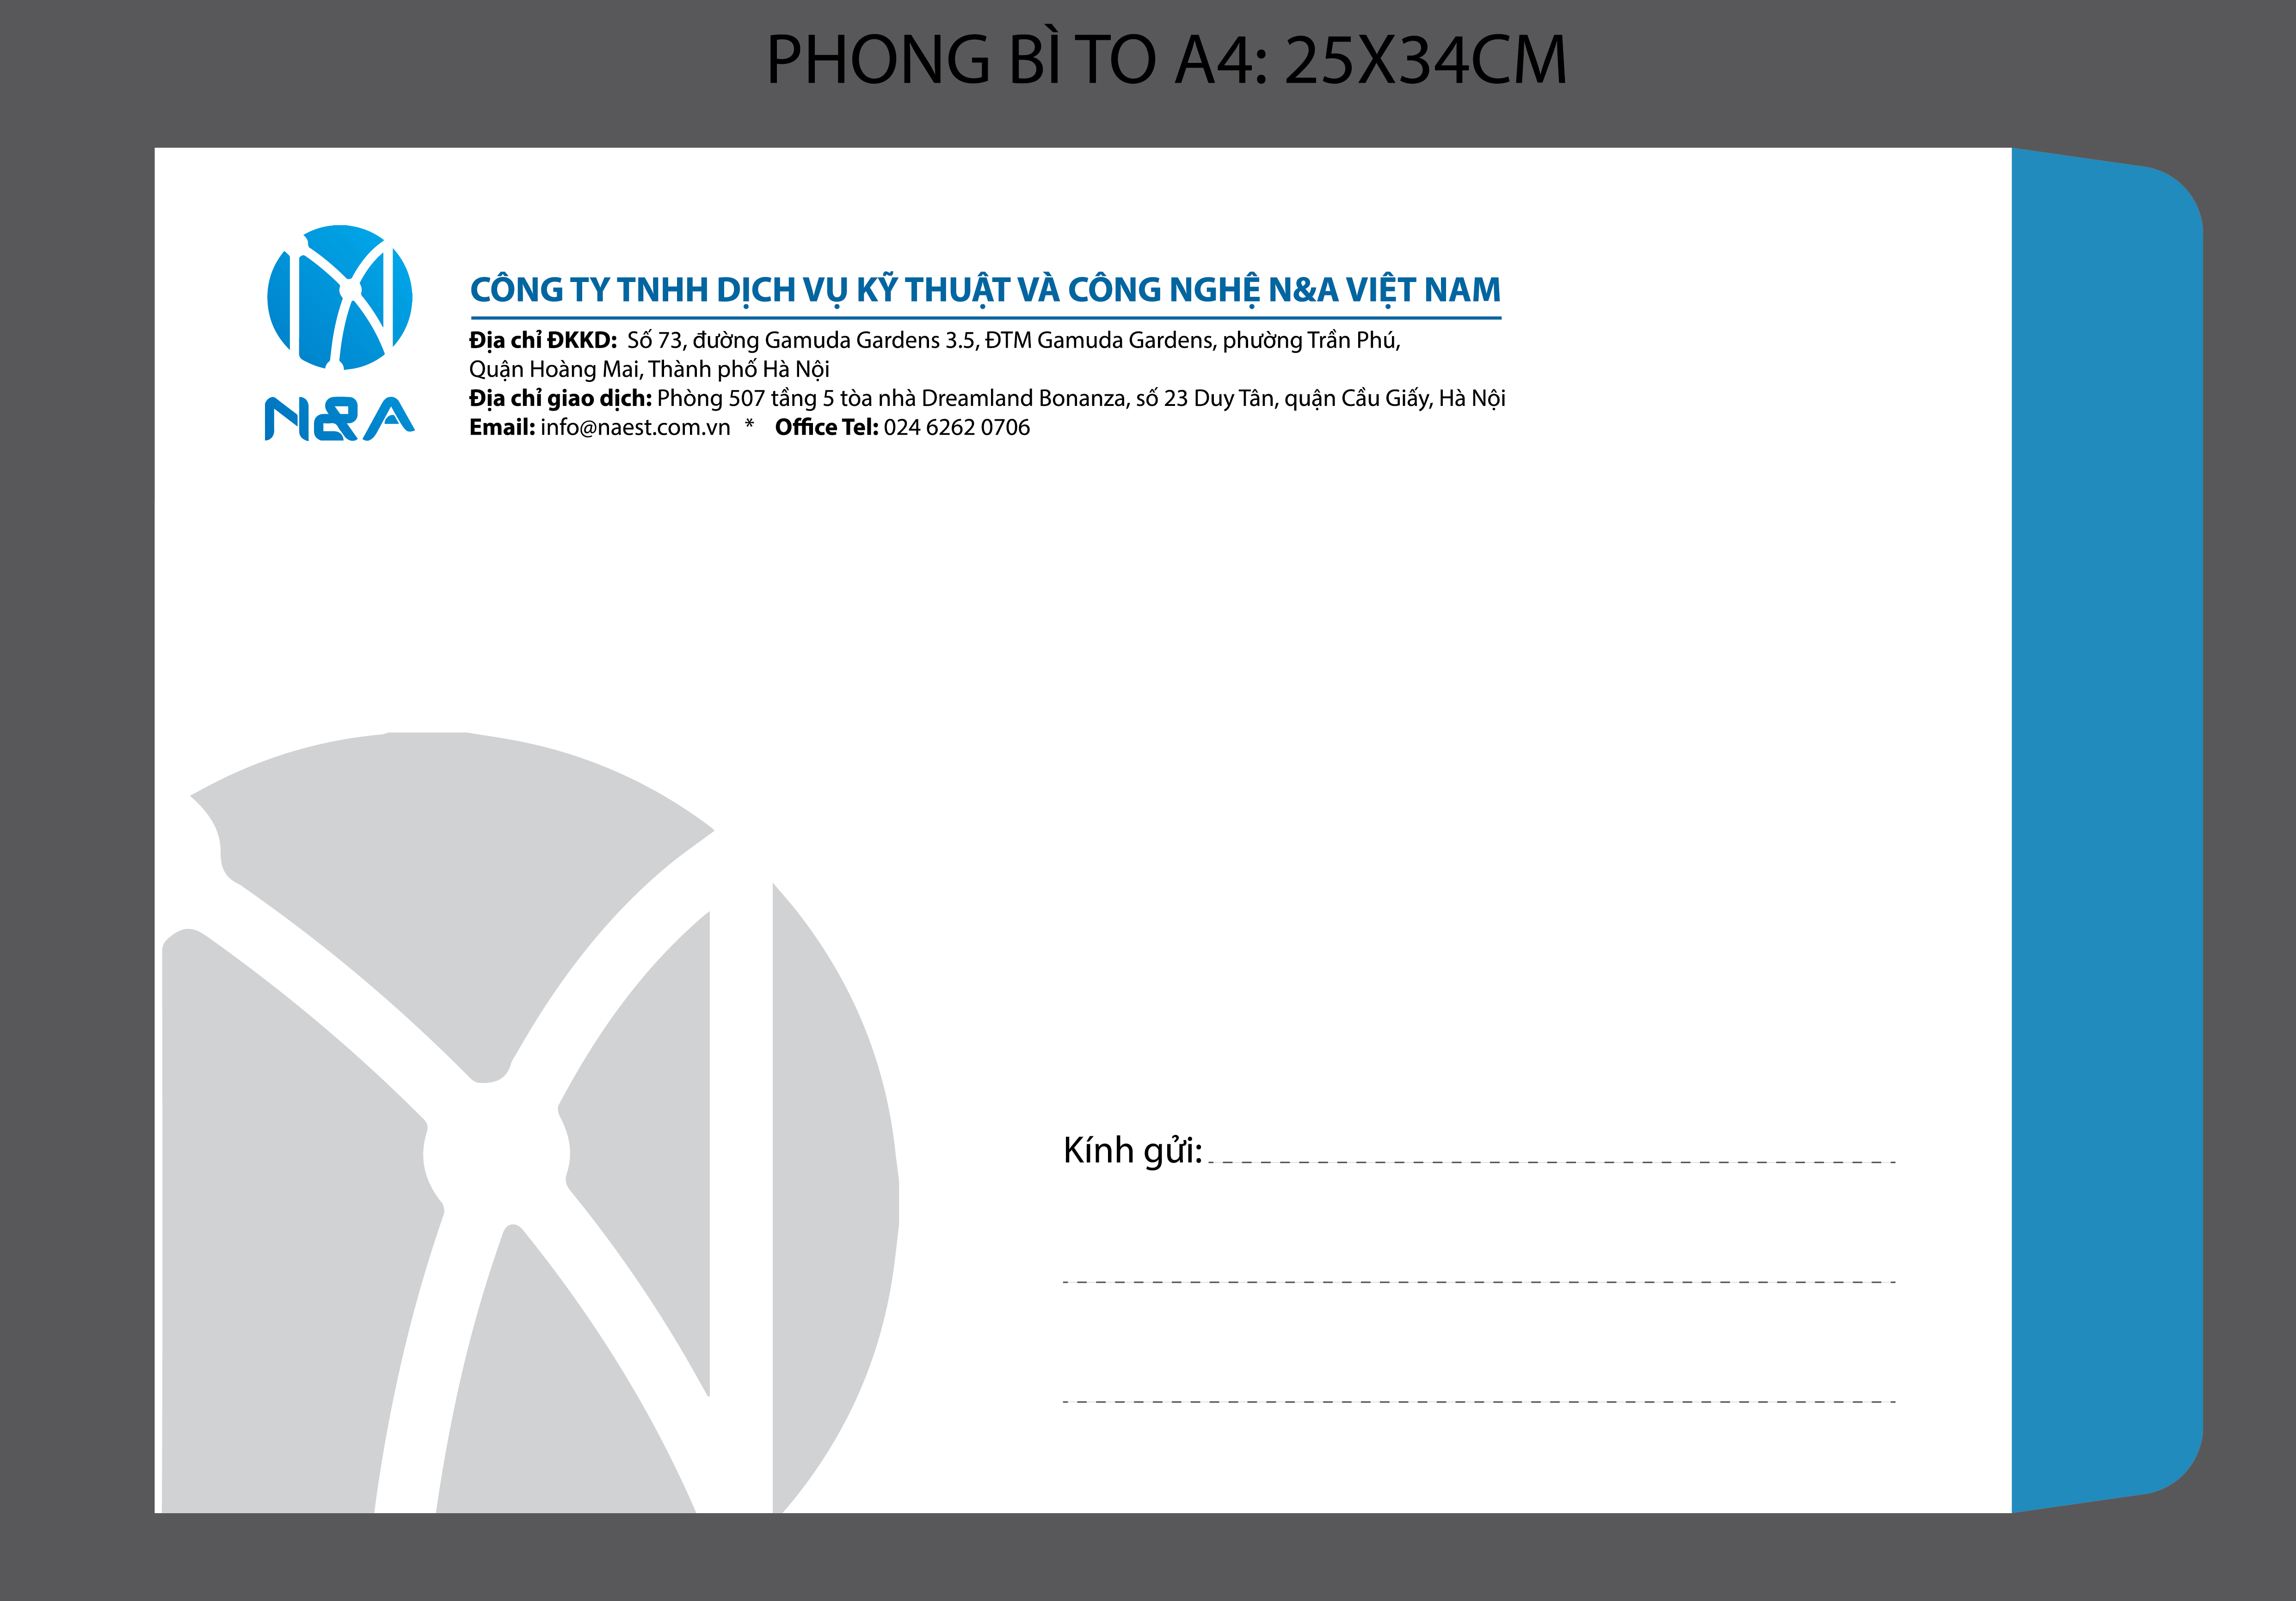 PHONG BÌ TO A4: 25X34CM
N&A
CÔNG TY TNHH DỊCH VỤ KỸ THUẬT VÀ CÔNG NGHỆ N&A VIỆT NAM
Địa chỉ ĐKKD: Số 73, đường Gamuda Gardens 3.5, ĐTM Gamuda Gardens, phường Trần Phú,
Quận Hoàng Mai, Thành phố Hà Nội
Địa chỉ giao dịch: Phòng 507 tầng 5 tòa nhà Dreamland Bonanza, số 23 Duy Tân, quận Cầu Giấy, Hà Nội
Email: info@naest.com.vn * Office Tel: 024 6262 0706
Kính gửi: